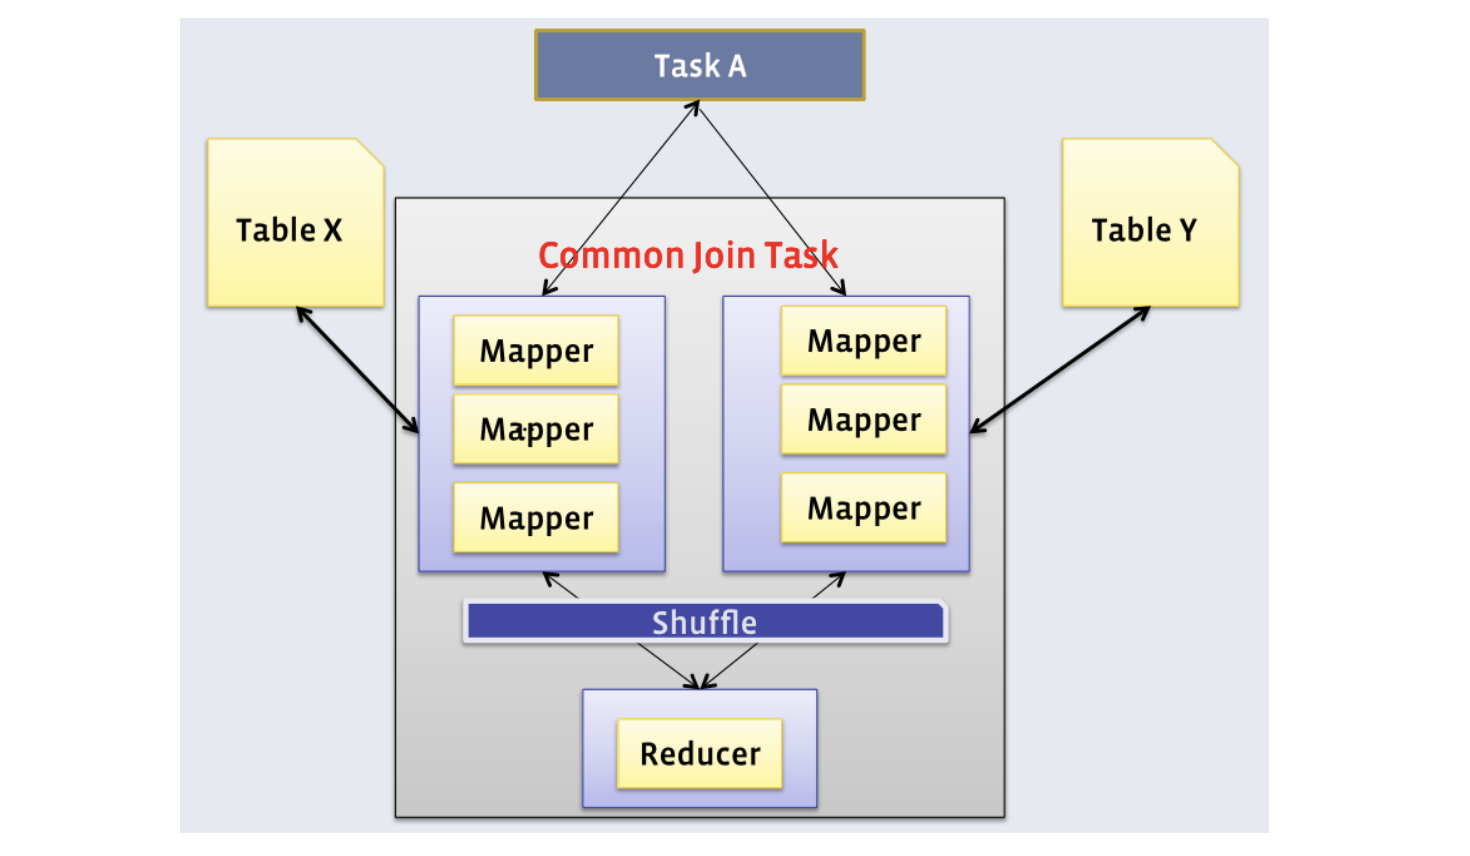 Task A
Table X
Table Y
Common Join Task
Mapper
Mapper
Mapper
Mapper
Mapper
Mapper
Shuffle
Reducer